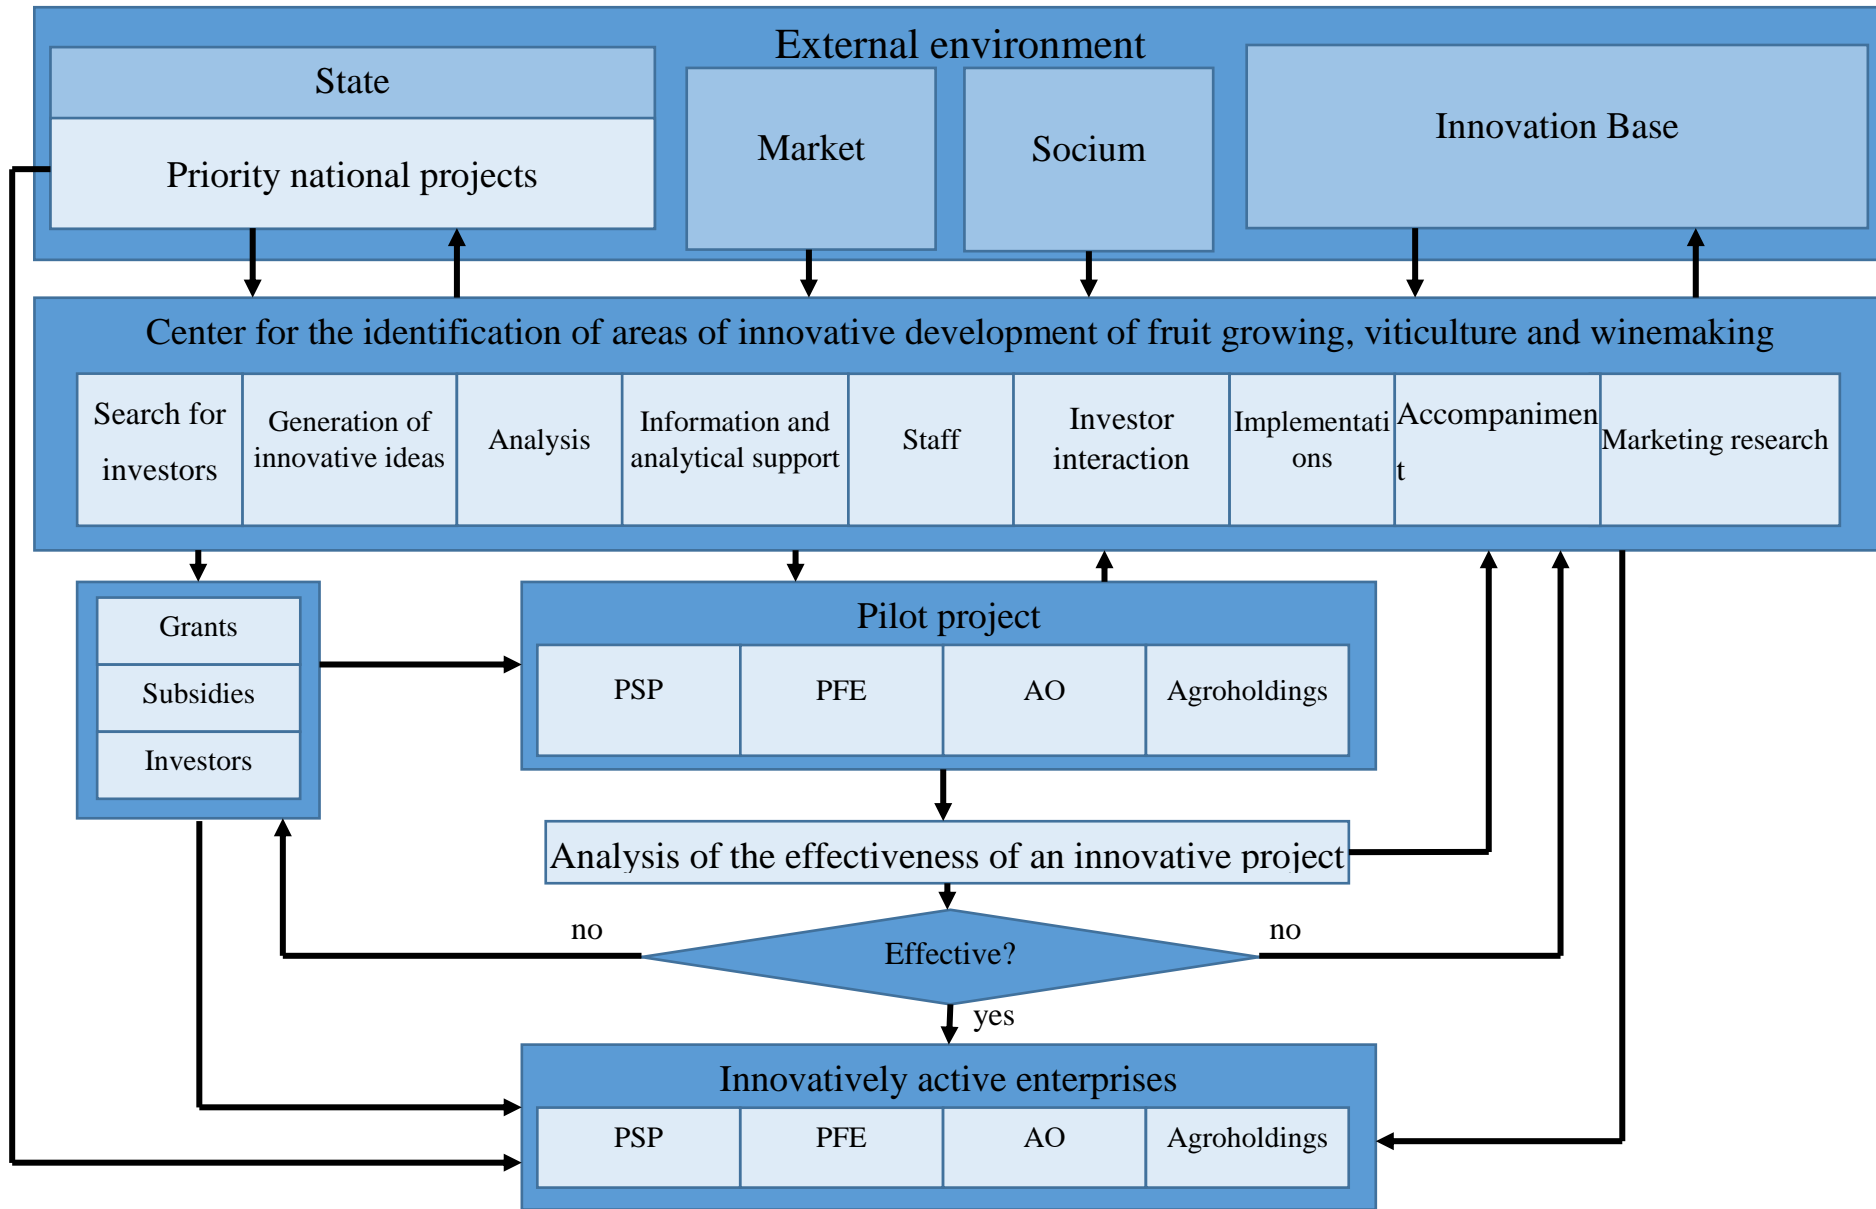 External environment
State
Priority national projects
Market
Socium
Innovation Base
Center for the identification of areas of innovative development of fruit growing, viticulture and winemaking
Search for
investors
Generation of
innovative ideas
Analysis
Information and
analytical support
Staff
Investor
interaction
Implementati
ons
Accompanimen
t
Marketing research
Grants
Subsidies
Investors
Pilot project
PSP
PFE
AO
Agroholdings
Analysis of the effectiveness of an innovative project
no
Effective?
no
yes
Innovatively active enterprises
PSP
PFE
AO
Agroholdings